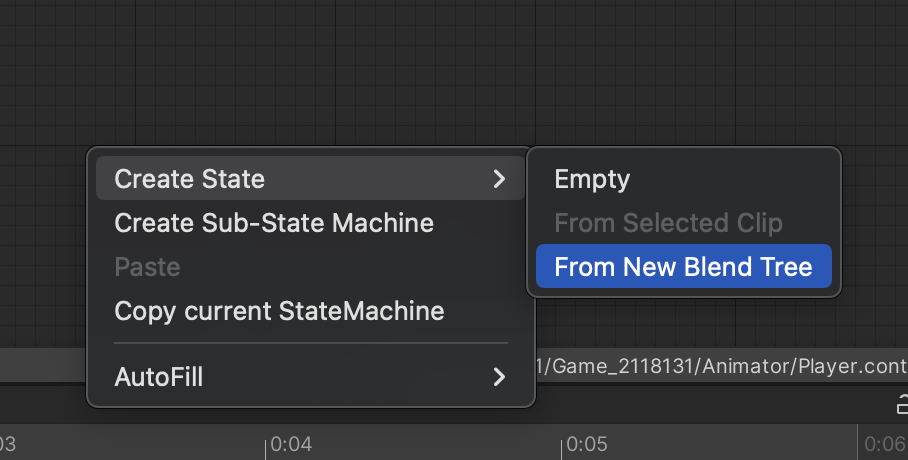 Create State
Create Sub-State Machine
Paste
Copy current StateMachine
AutoFill
Empty
From Selected Clip
From New Blend Tree
1/Game_2118131/Animator/Player.cont
03
0:04
0:05
0:06